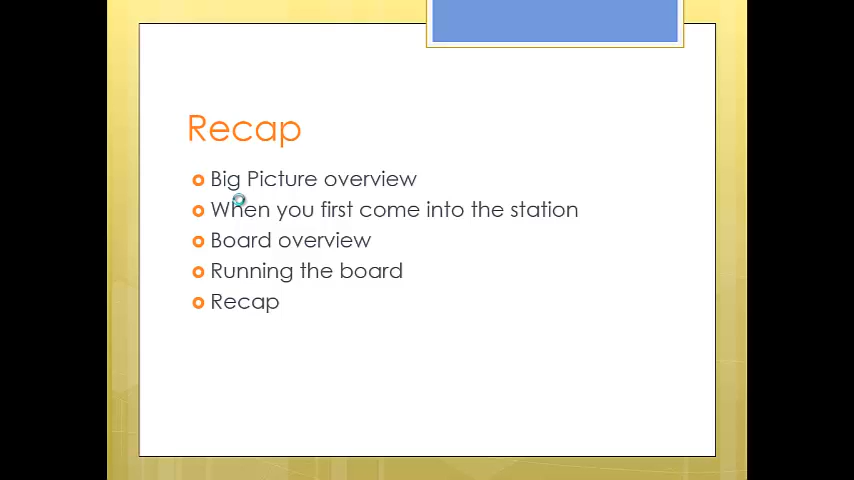 Recap
Big Picture overview
When you first come into the station
Board overview
Running the board
Recap